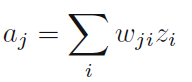 a_j = \sum_i w_{ji} z_i